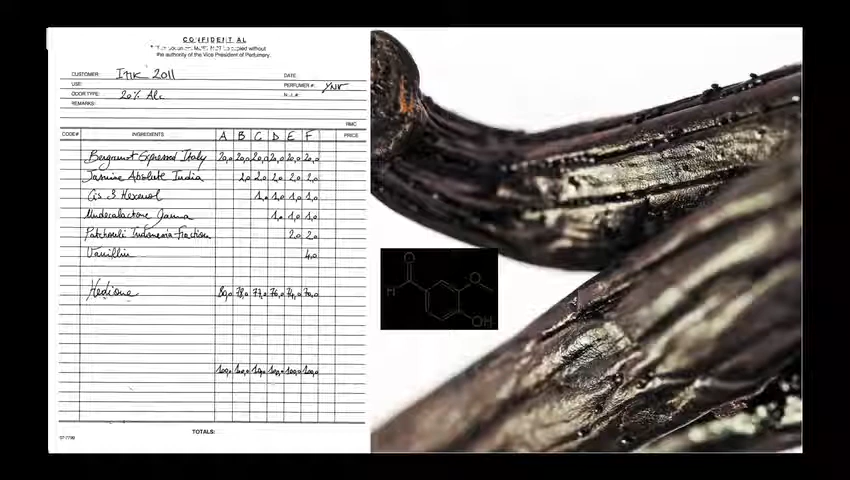 CONFIDENTIAL
the authority of the Vice President of Perfumery.
CUSTOMER: 2011
DATE:
USE:
PERFUMER #:
ODOR TYPE: 20% Alc
REMARKS:
RMC
CODE# INGREDIENTS A B C D E F PRICE
Bergamot Expressed Italy 20,0 20,0 20,0 20,0 20,0 20,0
Jasmine Absolute India 2,0 2,0 2,0 2,0 2,0
Cis 3 Hexenol 1,0 1,0 1,0 1,0
Undecalactone Gamma 1,0 1,0 1,0
Patchouli Indonesia Fraction 2,0 2,0
Vanillin 4,0
Hedione 80,0 78,0 77,0 76,0 74,0 70,0
100,0 100,0 100,0 100,0 100,0 100,0
TOTALS:
O
H
O
OH